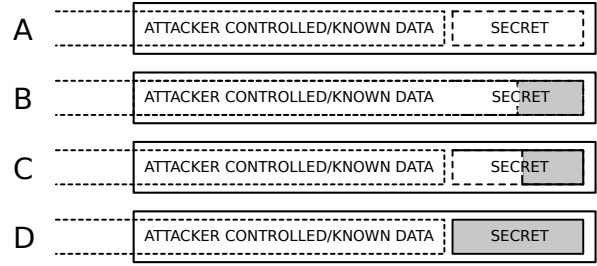 A ATTACKER CONTROLLED/KNOWN DATA SECRET
B ATTACKER CONTROLLED/KNOWN DATA SECRET
C ATTACKER CONTROLLED/KNOWN DATA SECRET
D ATTACKER CONTROLLED/KNOWN DATA SECRET